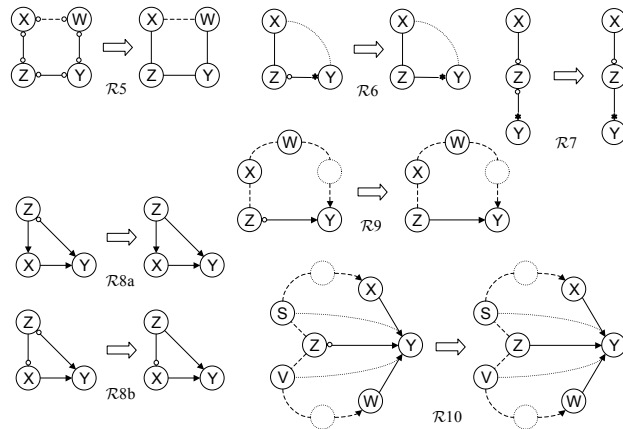 X W X W
Z Y Z Y
R5
X X
Z Y Z Y
R6
X X
Z Z
Y Y
R7
W W
X X
Z Y Z Y
R9
Z Z
X Y X Y
R8a
Z Z
X Y X Y
R8b
X X
S S
Z Y Z Y
V V
W W
R10